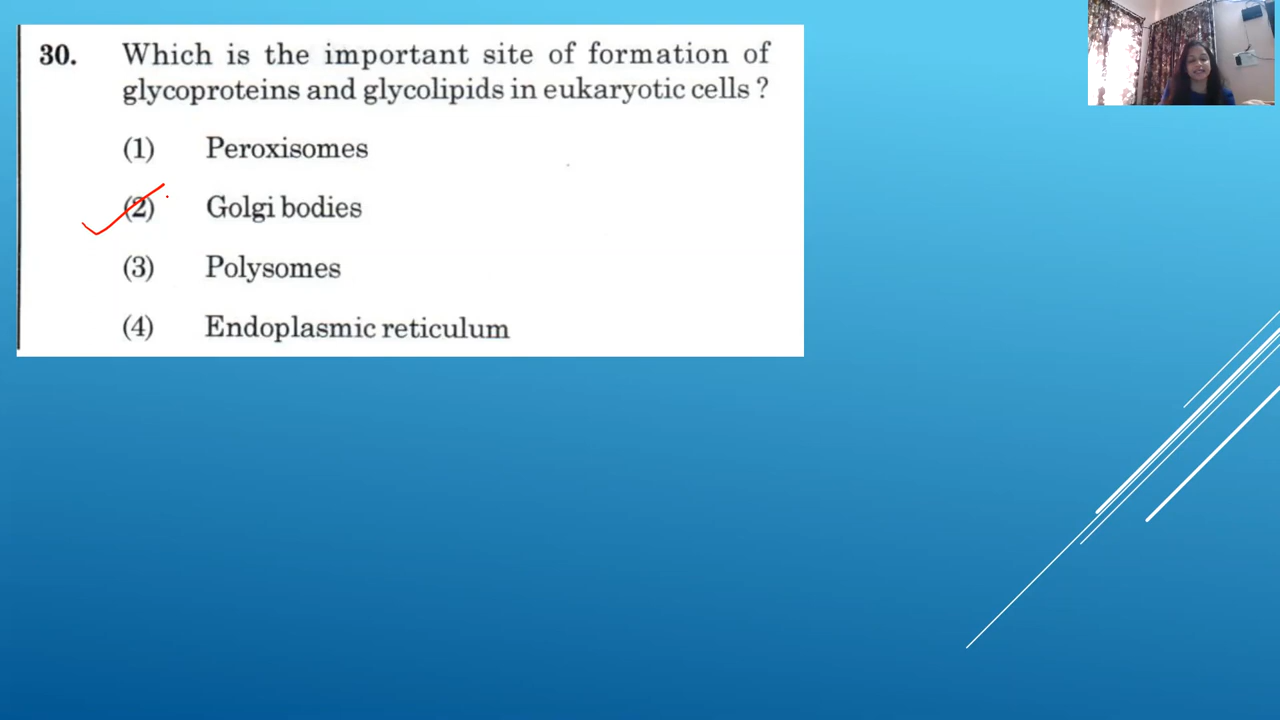 30. Which is the important site of formation of
glycoproteins and glycolipids in eukaryotic cells ?
(1) Peroxisomes
(2) Golgi bodies
(3) Polysomes
(4) Endoplasmic reticulum